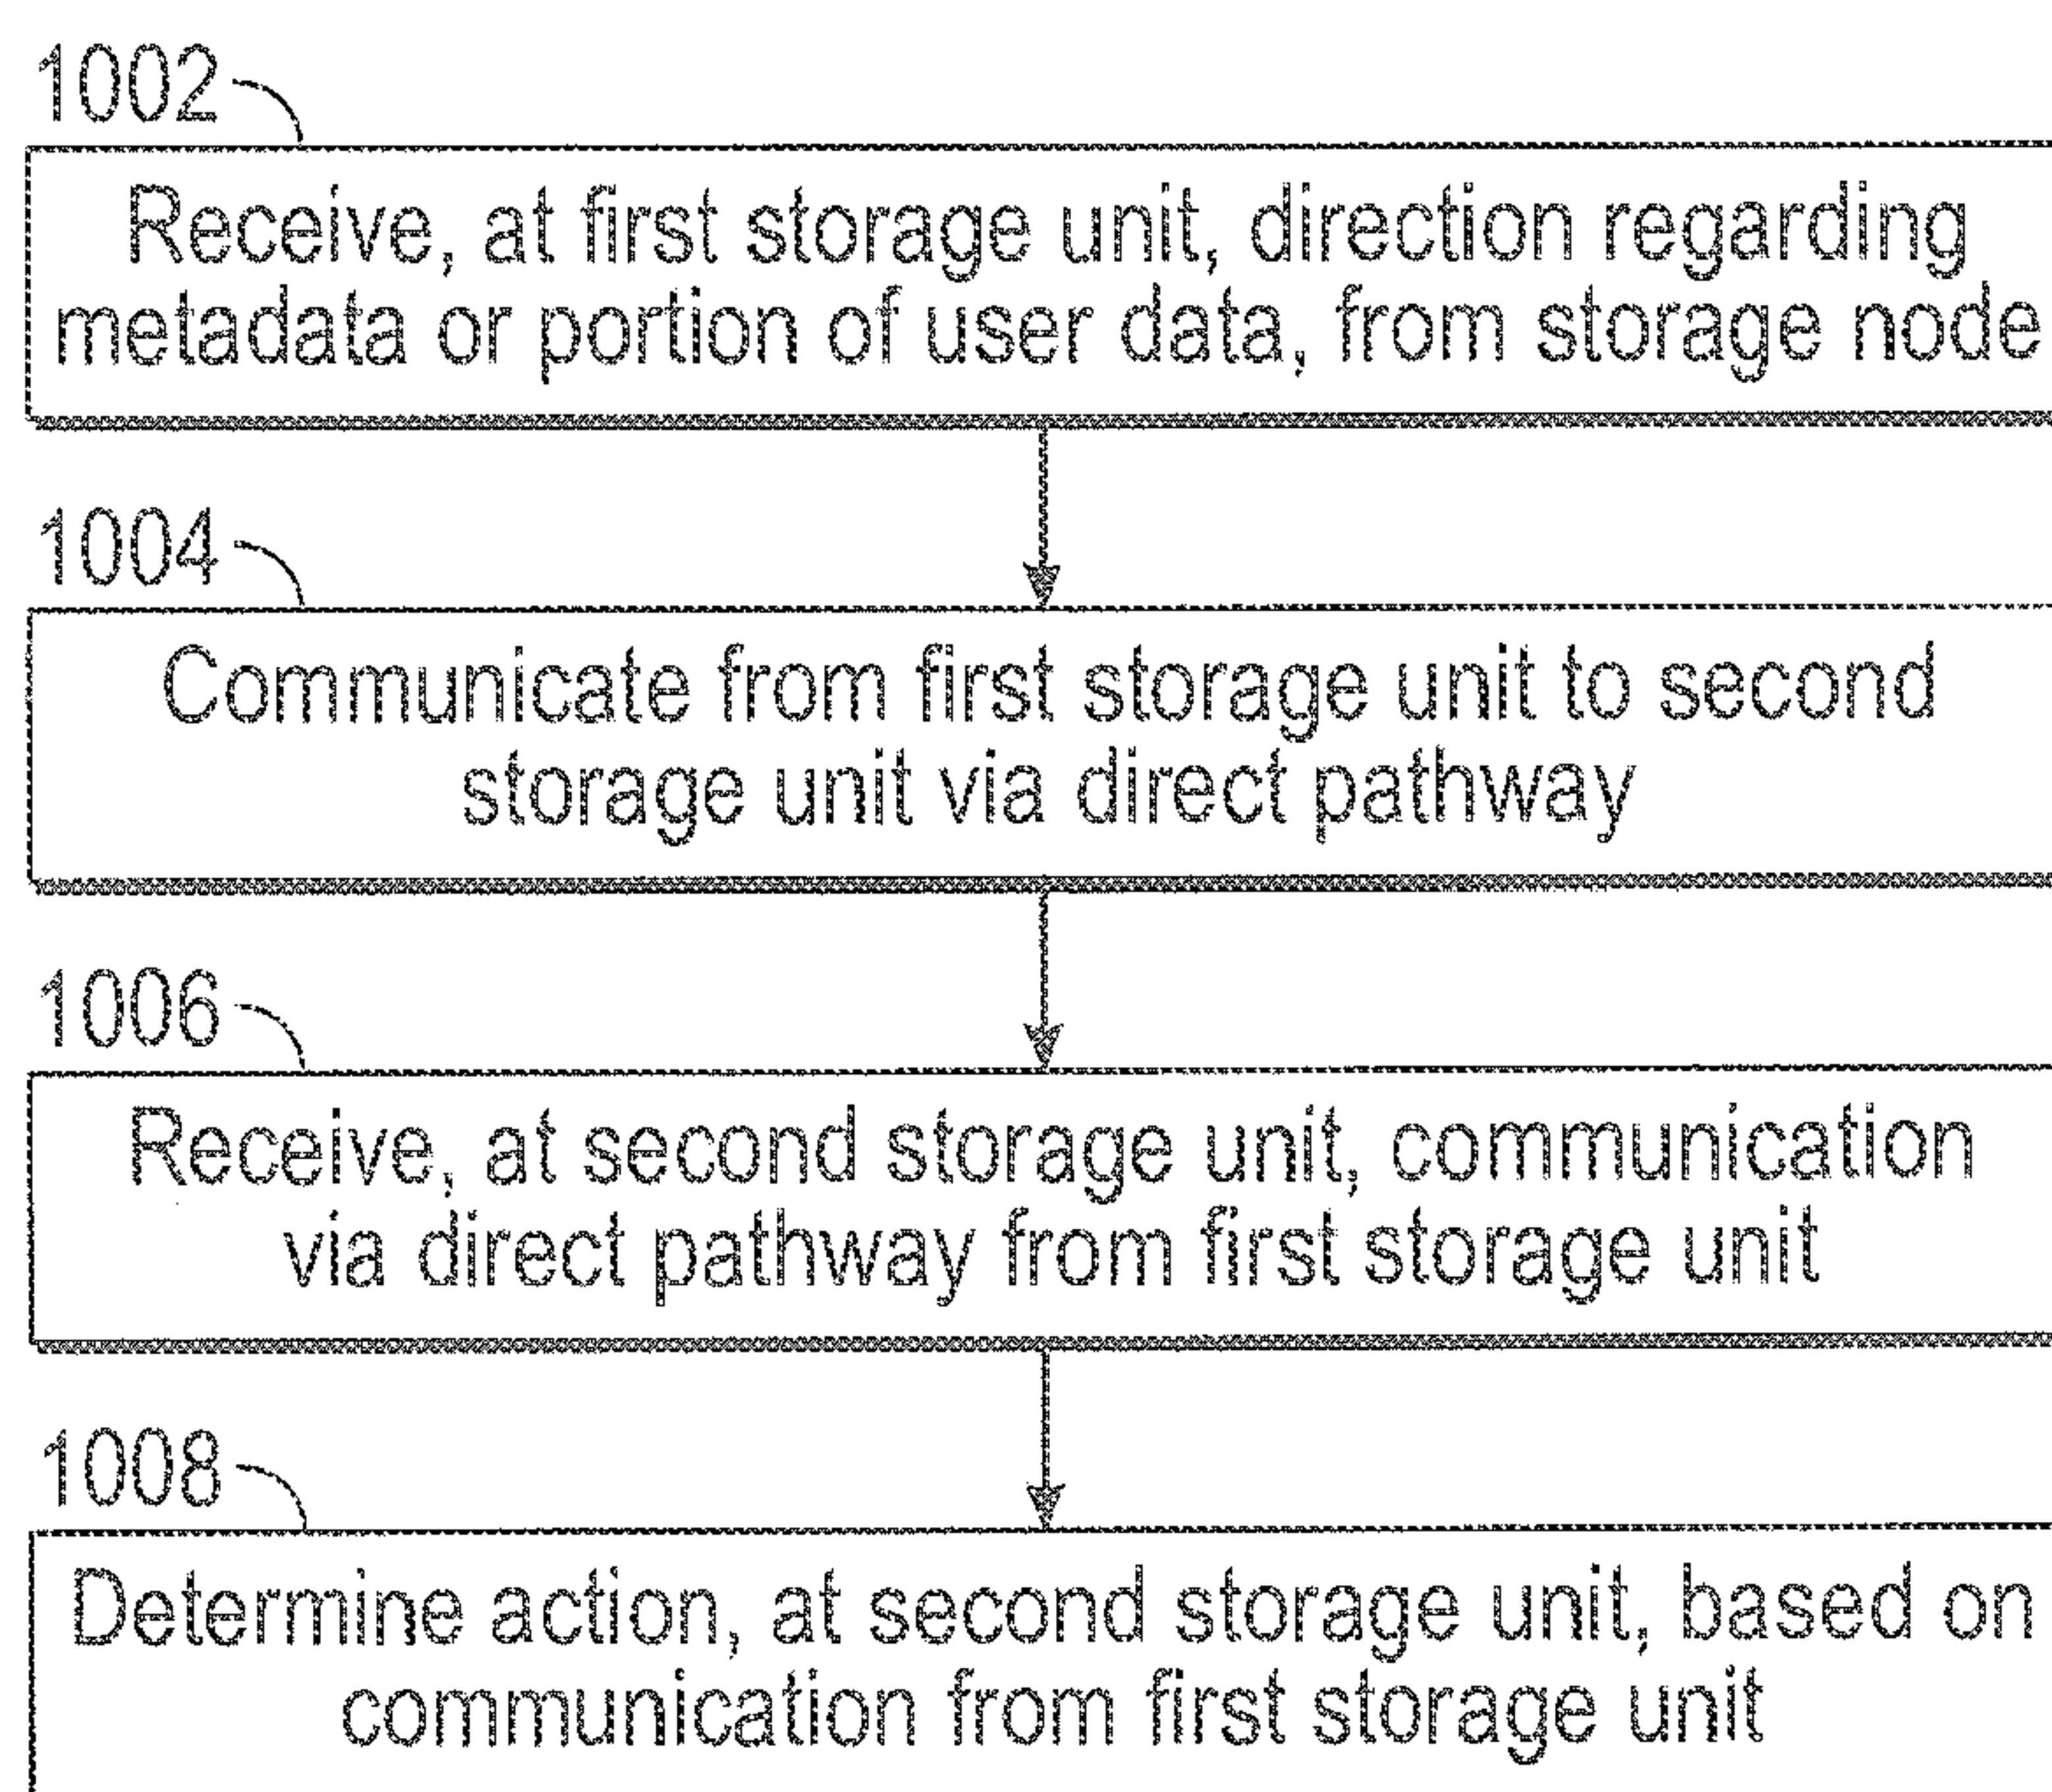 1002
Receive, at first storage unit, direction regarding
metadata or portion of user data, from storage node
1004
Communicate from first storage unit to second
storage unit via direct pathway
1006
Receive, at second storage unit, communication
via direct pathway from first storage unit
1008
Determine action, at second storage unit, based on
communication from first storage unit